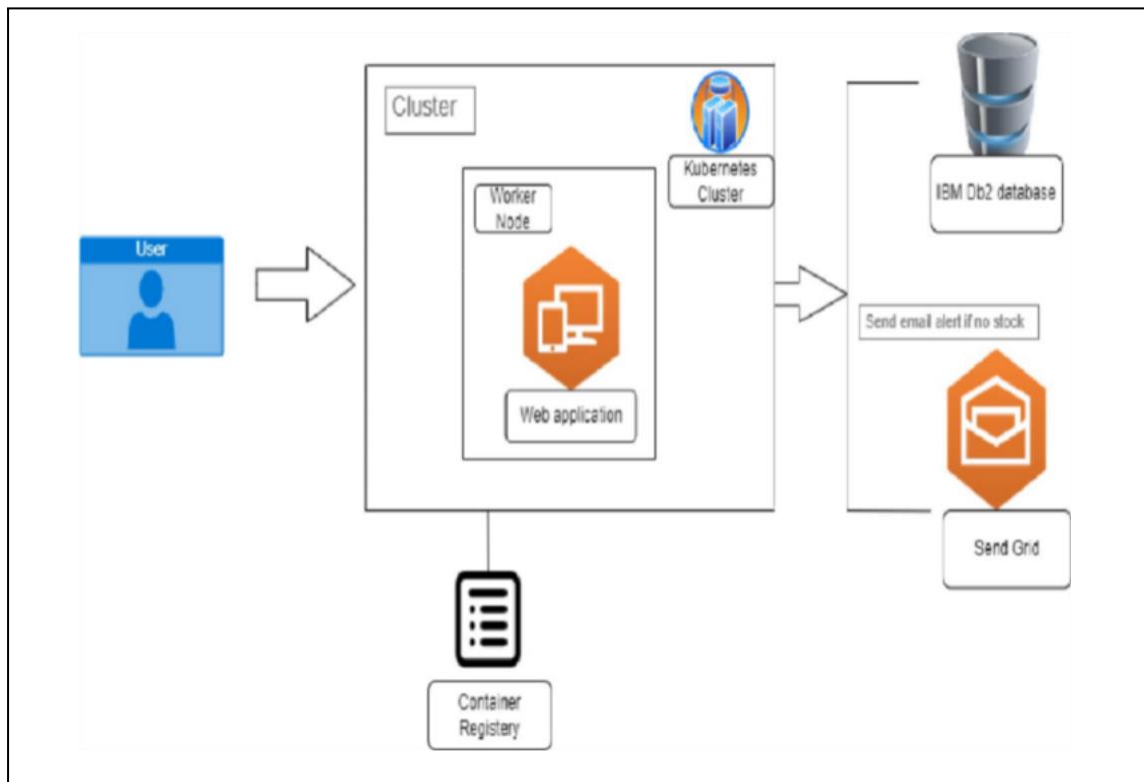 Cluster
Kubernetes
Cluster
Worker
Node
User
Web application
IBM Db2 database
Send email alert if no stock
Send Grid
Container
Registery